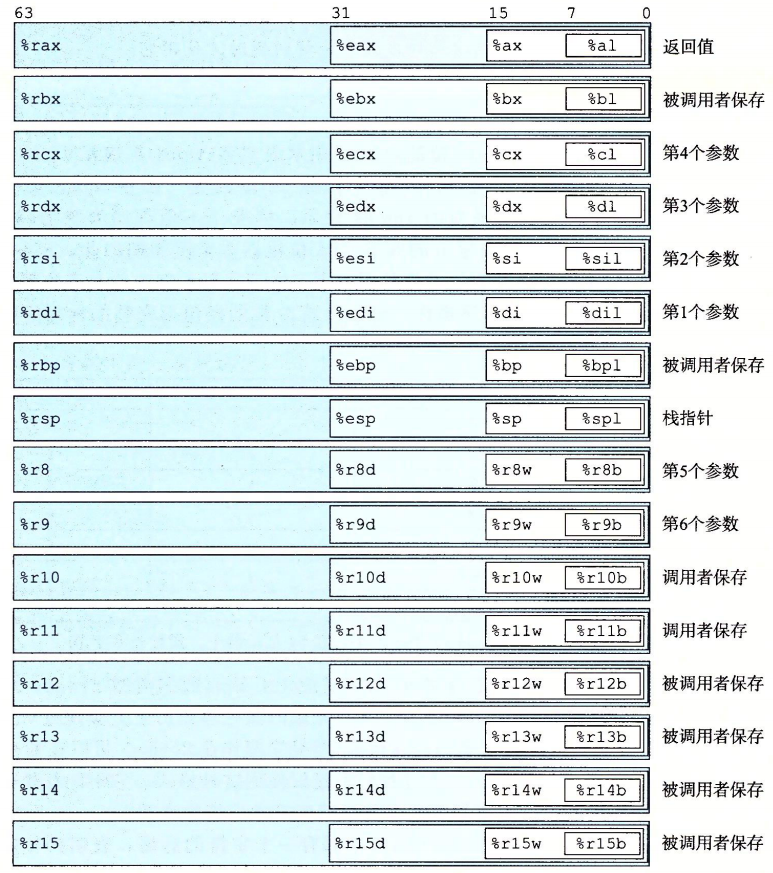 63 31 15 7 0
%rax %eax %ax %al 返回值
%rbx %ebx %bx %bl 被调用者保存
%rcx %ecx %cx %cl 第4个参数
%rdx %edx %dx %dl 第3个参数
%rsi %esi %si %sil 第2个参数
%rdi %edi %di %dil 第1个参数
%rbp %ebp %bp %bpl 被调用者保存
%rsp %esp %sp %spl 栈指针
%r8 %r8d %r8w %r8b 第5个参数
%r9 %r9d %r9w %r9b 第6个参数
%r10 %r10d %r10w %r10b 调用者保存
%r11 %r11d %r11w %r11b 调用者保存
%r12 %r12d %r12w %r12b 被调用者保存
%r13 %r13d %r13w %r13b 被调用者保存
%r14 %r14d %r14w %r14b 被调用者保存
%r15 %r15d %r15w %r15b 被调用者保存